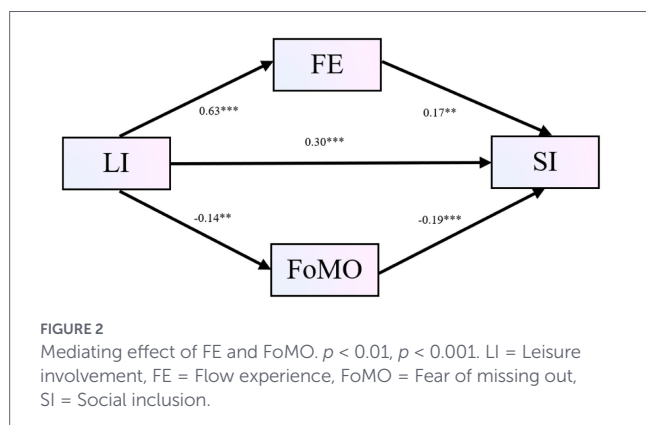 FE
0.63***
0.17**
0.30***
LI
SI
-0.14**
-0.19***
FoMO
FIGURE 2
Mediating effect of FE and FoMO. p < 0.01, p < 0.001. LI = Leisure
involvement, FE = Flow experience, FoMO = Fear of missing out,
SI = Social inclusion.